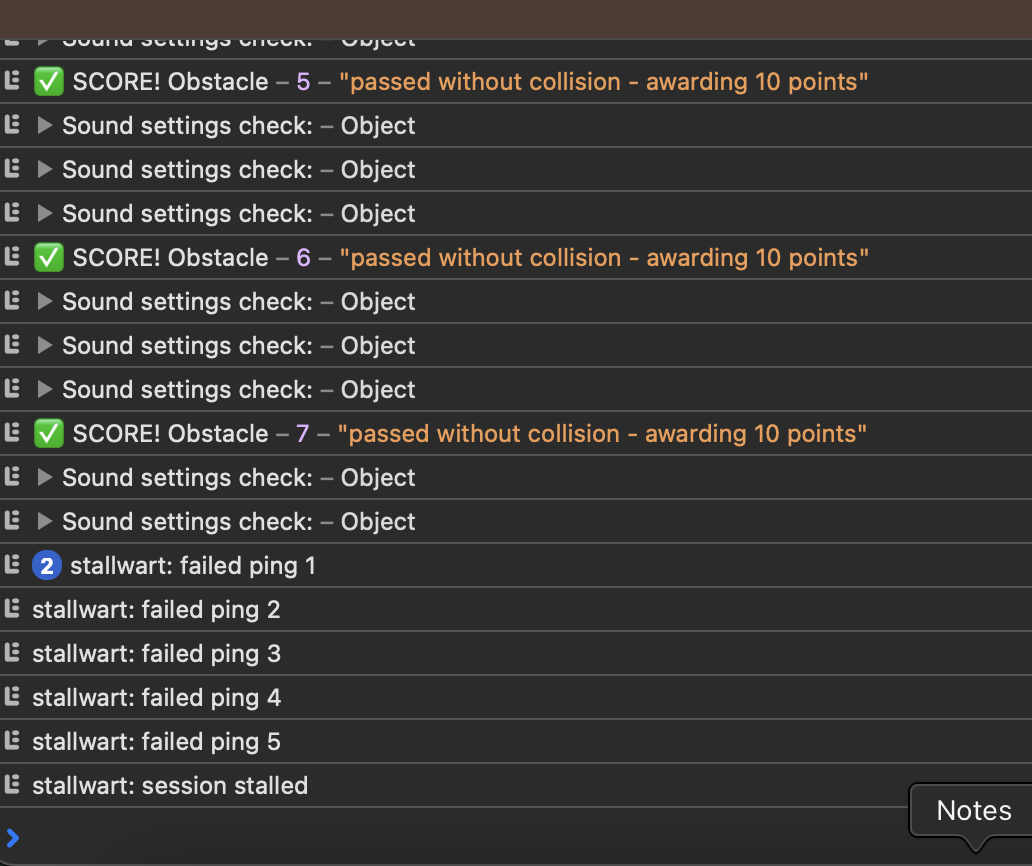 Sound settings check: – Object
✅ SCORE! Obstacle – 5 – "passed without collision - awarding 10 points"
Sound settings check: – Object
Sound settings check: – Object
Sound settings check: – Object
✅ SCORE! Obstacle – 6 – "passed without collision - awarding 10 points"
Sound settings check: – Object
Sound settings check: – Object
Sound settings check: – Object
✅ SCORE! Obstacle – 7 – "passed without collision - awarding 10 points"
Sound settings check: – Object
Sound settings check: – Object
2 stallwart: failed ping 1
stallwart: failed ping 2
stallwart: failed ping 3
stallwart: failed ping 4
stallwart: failed ping 5
stallwart: session stalled
Notes